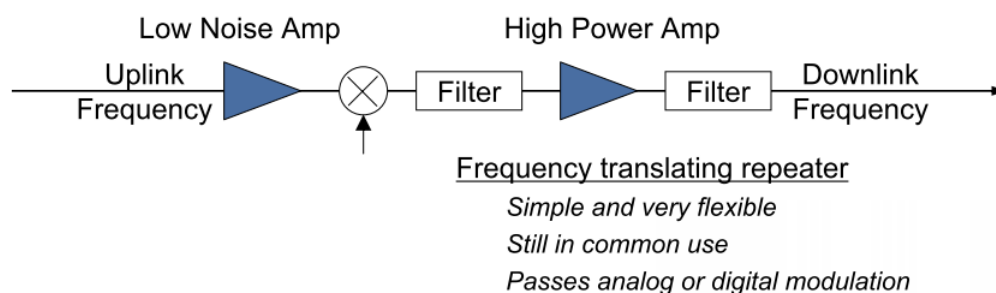 Low Noise Amp
High Power Amp
Uplink
Frequency
Filter
Filter
Downlink
Frequency
Frequency translating repeater
Simple and very flexible
Still in common use
Passes analog or digital modulation